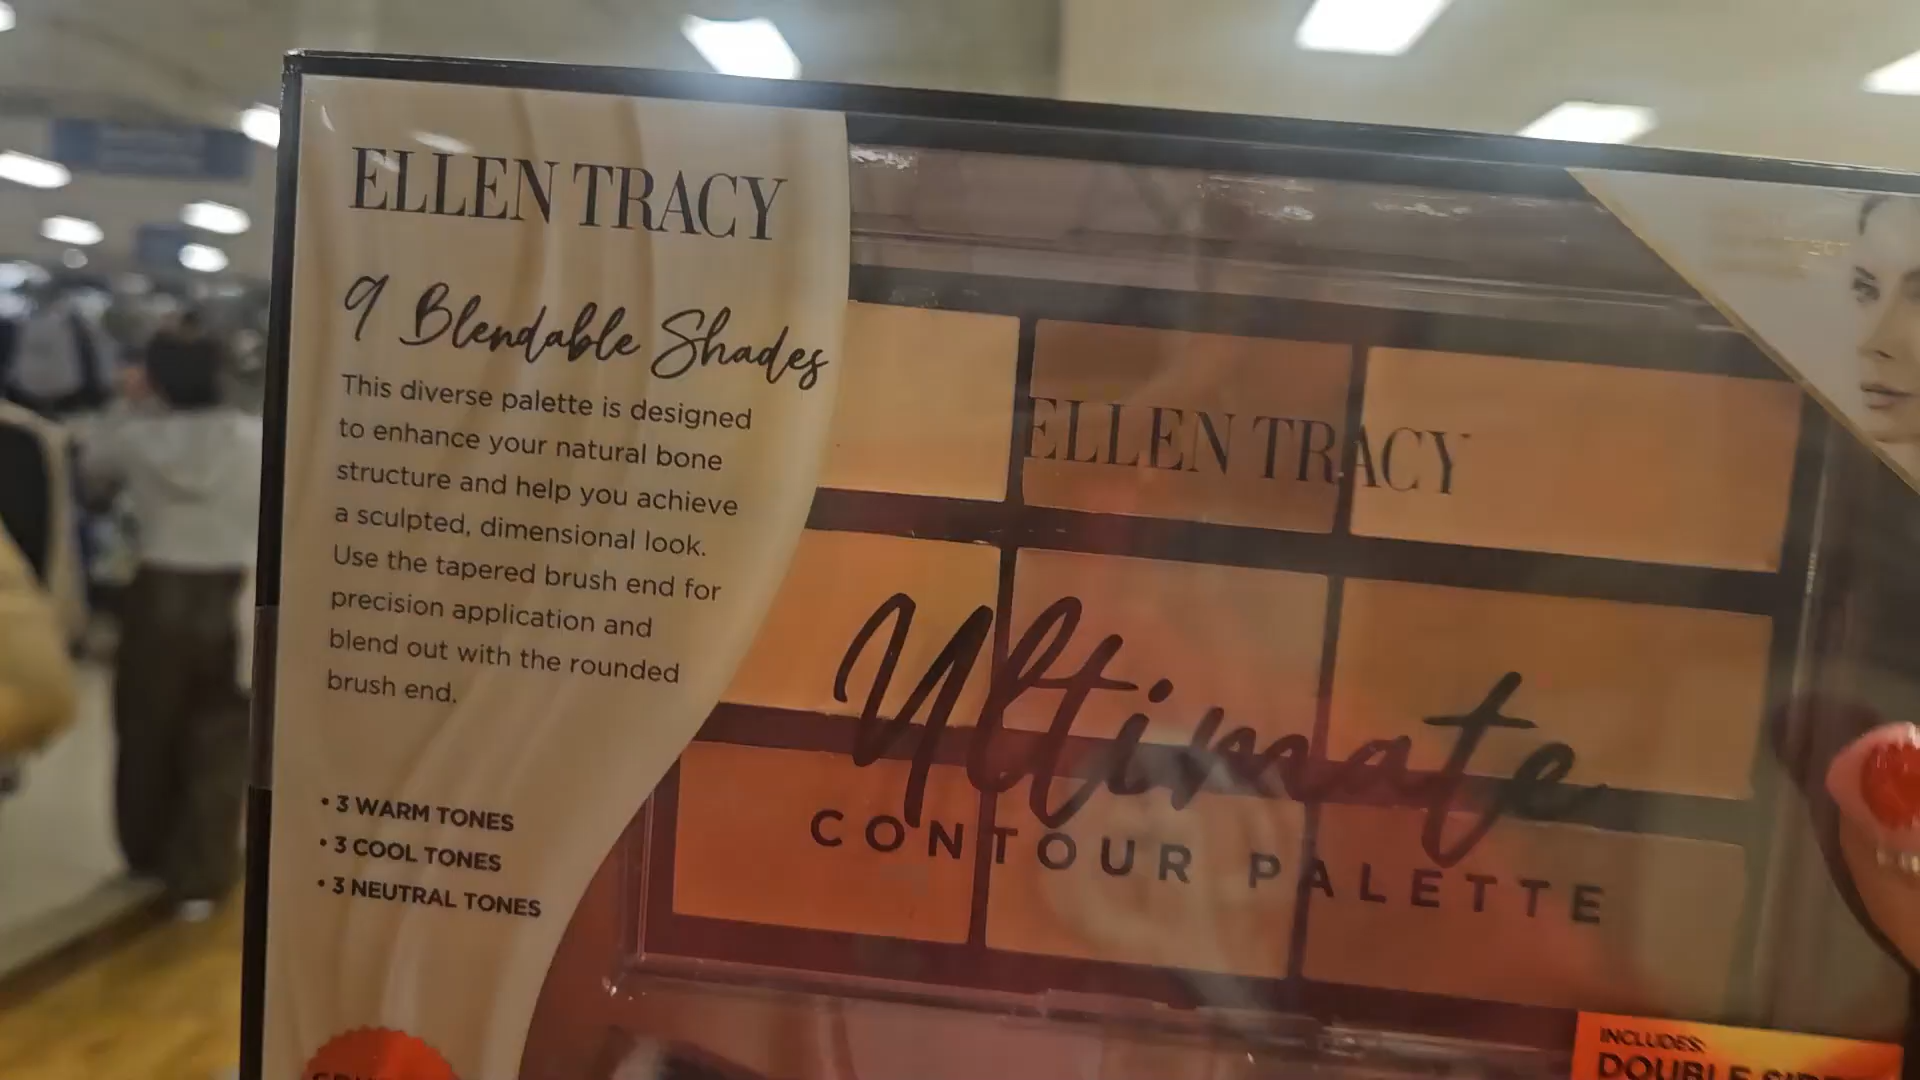 ELLEN TRACY
9 Blendable Shades
This diverse palette is designed
to enhance your natural bone
structure and help you achieve
a sculpted, dimensional look.
Use the tapered brush end for
precision application and
blend out with the rounded
brush end.
• 3 WARM TONES
• 3 COOL TONES
• 3 NEUTRAL TONES
ELLEN TRACY
Ultimate
CONTOUR PALETTE
INCLUDES:
DOUBLE